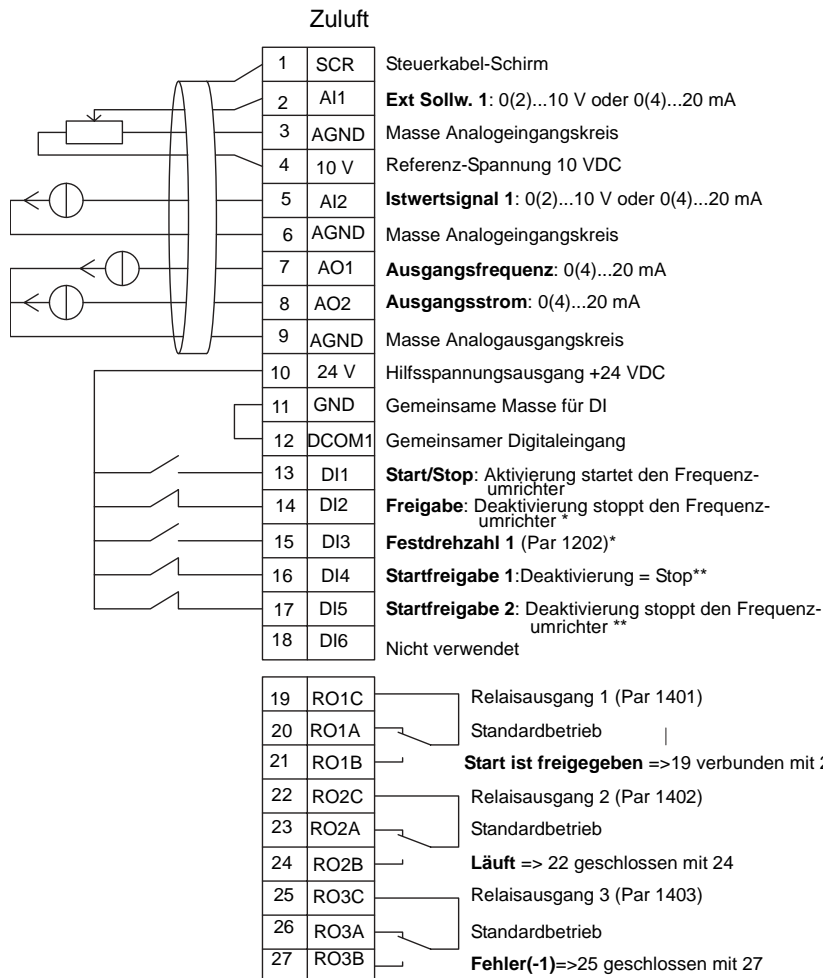 Zuluft
1 SCR Steuerkabel-Schirm
2 AI1 Ext Sollw. 1: 0(2)...10 V oder 0(4)...20 mA
3 AGND Masse Analogeingangskreis
4 10 V Referenz-Spannung 10 VDC
5 AI2 Istwertsignal 1: 0(2)...10 V oder 0(4)...20 mA
6 AGND Masse Analogeingangskreis
7 AO1 Ausgangsfrequenz: 0(4)...20 mA
8 AO2 Ausgangsstrom: 0(4)...20 mA
9 AGND Masse Analogausgangskreis
10 24 V Hilfsspannungsausgang +24 VDC
11 GND Gemeinsame Masse für DI
12 DCOM1 Gemeinsamer Digitaleingang
13 DI1 Start/Stop: Aktivierung startet den Frequenz-
umrichter
14 DI2 Freigabe: Deaktivierung stoppt den Frequenz-
umrichter *
15 DI3 Festdrehzahl 1 (Par 1202)*
16 DI4 Startfreigabe 1:Deaktivierung = Stop**
17 DI5 Startfreigabe 2: Deaktivierung stoppt den Frequenz-
umrichter **
18 DI6 Nicht verwendet
19 RO1C Relaisausgang 1 (Par 1401)
20 RO1A Standardbetrieb
21 RO1B Start ist freigegeben =>19 verbunden mit
22 RO2C Relaisausgang 2 (Par 1402)
23 RO2A Standardbetrieb
24 RO2B Läuft => 22 geschlossen mit 24
25 RO3C Relaisausgang 3 (Par 1403)
26 RO3A Standardbetrieb
27 RO3B Fehler(-1)=>25 geschlossen mit 27